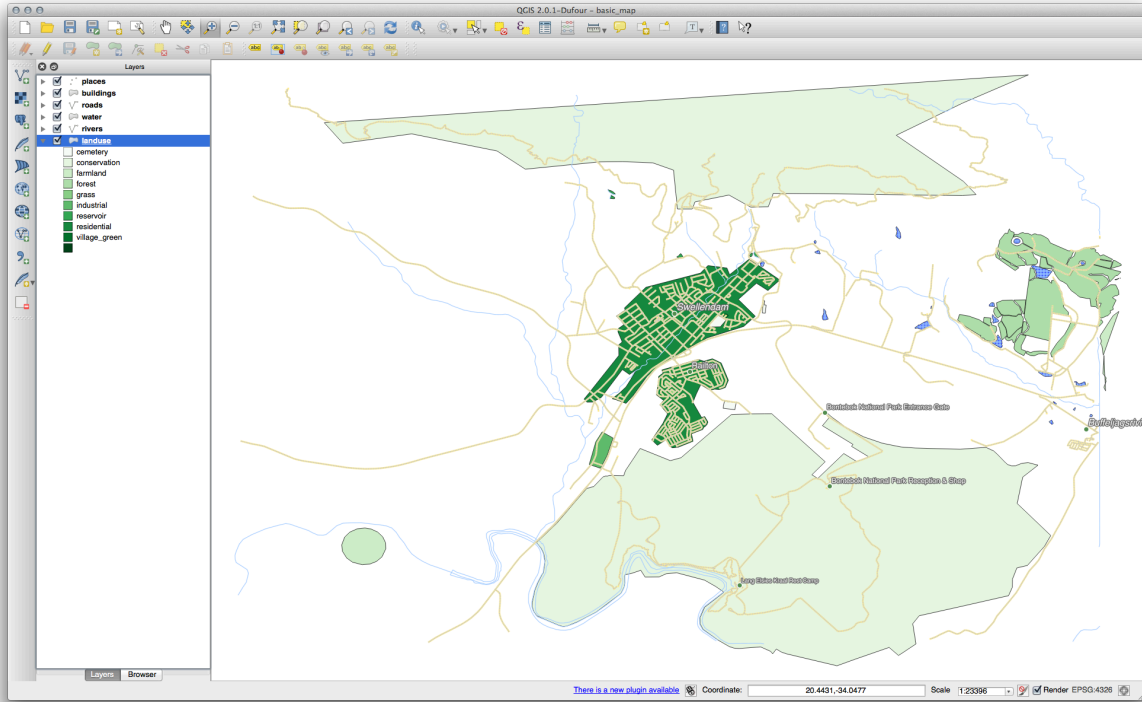 QGIS 2.0.1-Dufour - basic_map
Layers
places
buildings
roads
water
rivers
landuse
cemetery
conservation
farmland
forest
grass
industrial
reservoir
residential
village_green
Swellendam
Railton
Bontebok National Park Entrance Gate
Buffeljagsrivi
Bontebok National Park Reception & Shop
Lang Elsies Kraal Rest Camp
Layers Browser
There is a new plugin available Coordinate: 20.4431,-34.0477 Scale 1:23396 Render EPSG:4326